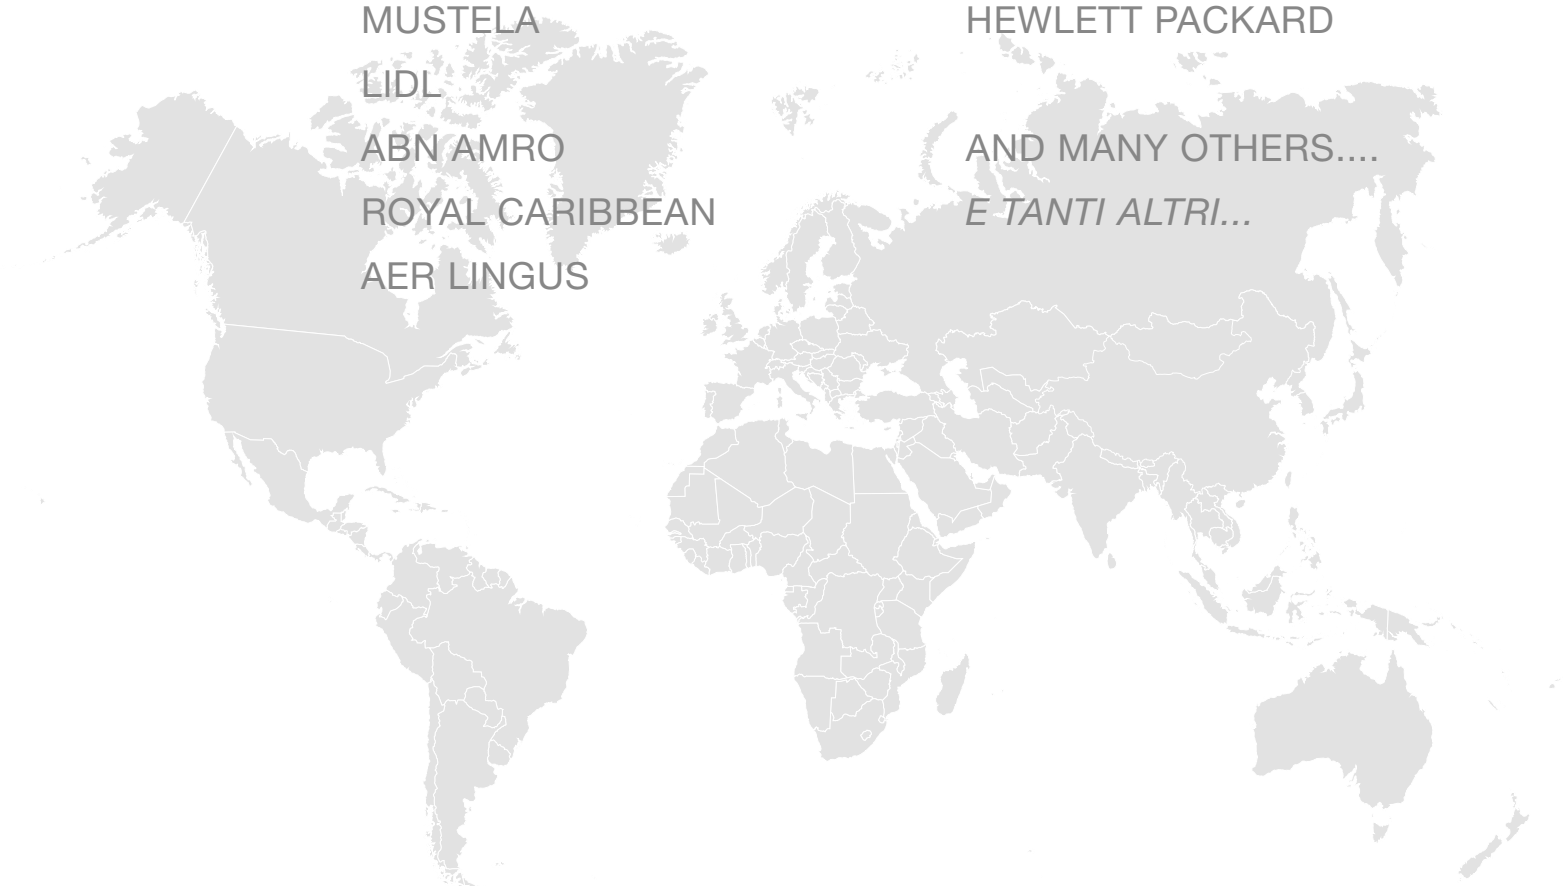 MUSTELA
LIDL
ABN AMRO
ROYAL CARIBBEAN
AER LINGUS
HEWLETT PACKARD
AND MANY OTHERS....
E TANTI ALTRI...